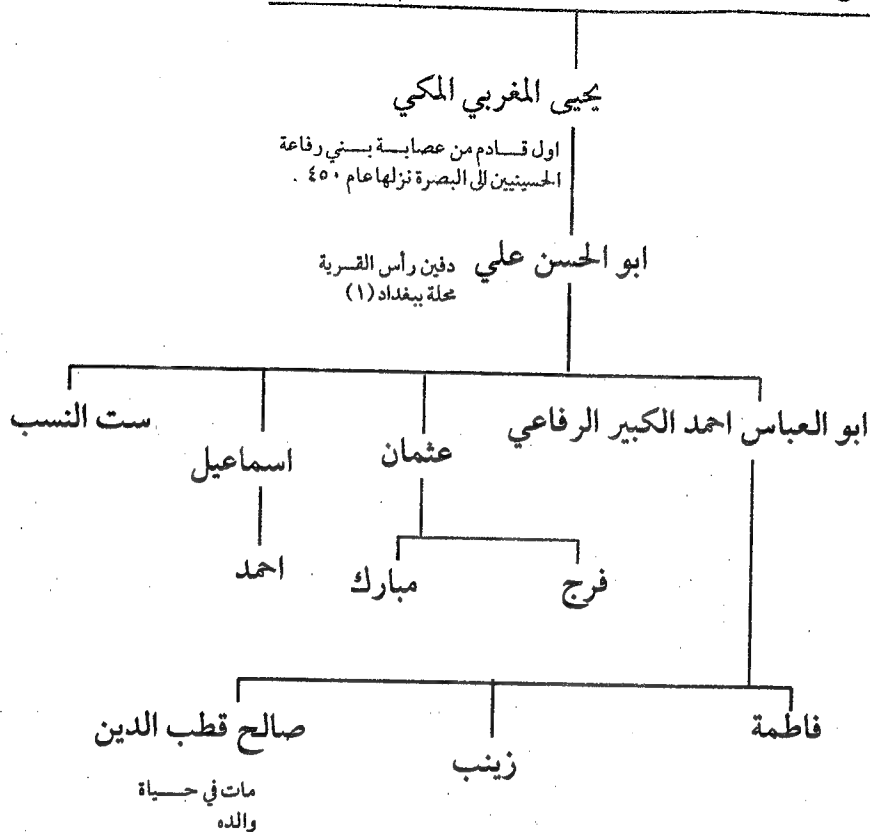 يحيى المغربي المكي
اول قادم من عصابة بني رفاعة
الحسينيين الى البصرة نزلها عام ٤٥٠ .
ابو الحسن علي
دفين رأس القرية
محلة ببغداد (١)
ابو العباس احمد الكبير الرفاعي
عثمان
اسماعيل
ست النسب
فرج
مبارك
احمد
فاطمة
زينب
صالح قطب الدين
مات في حياة
والده